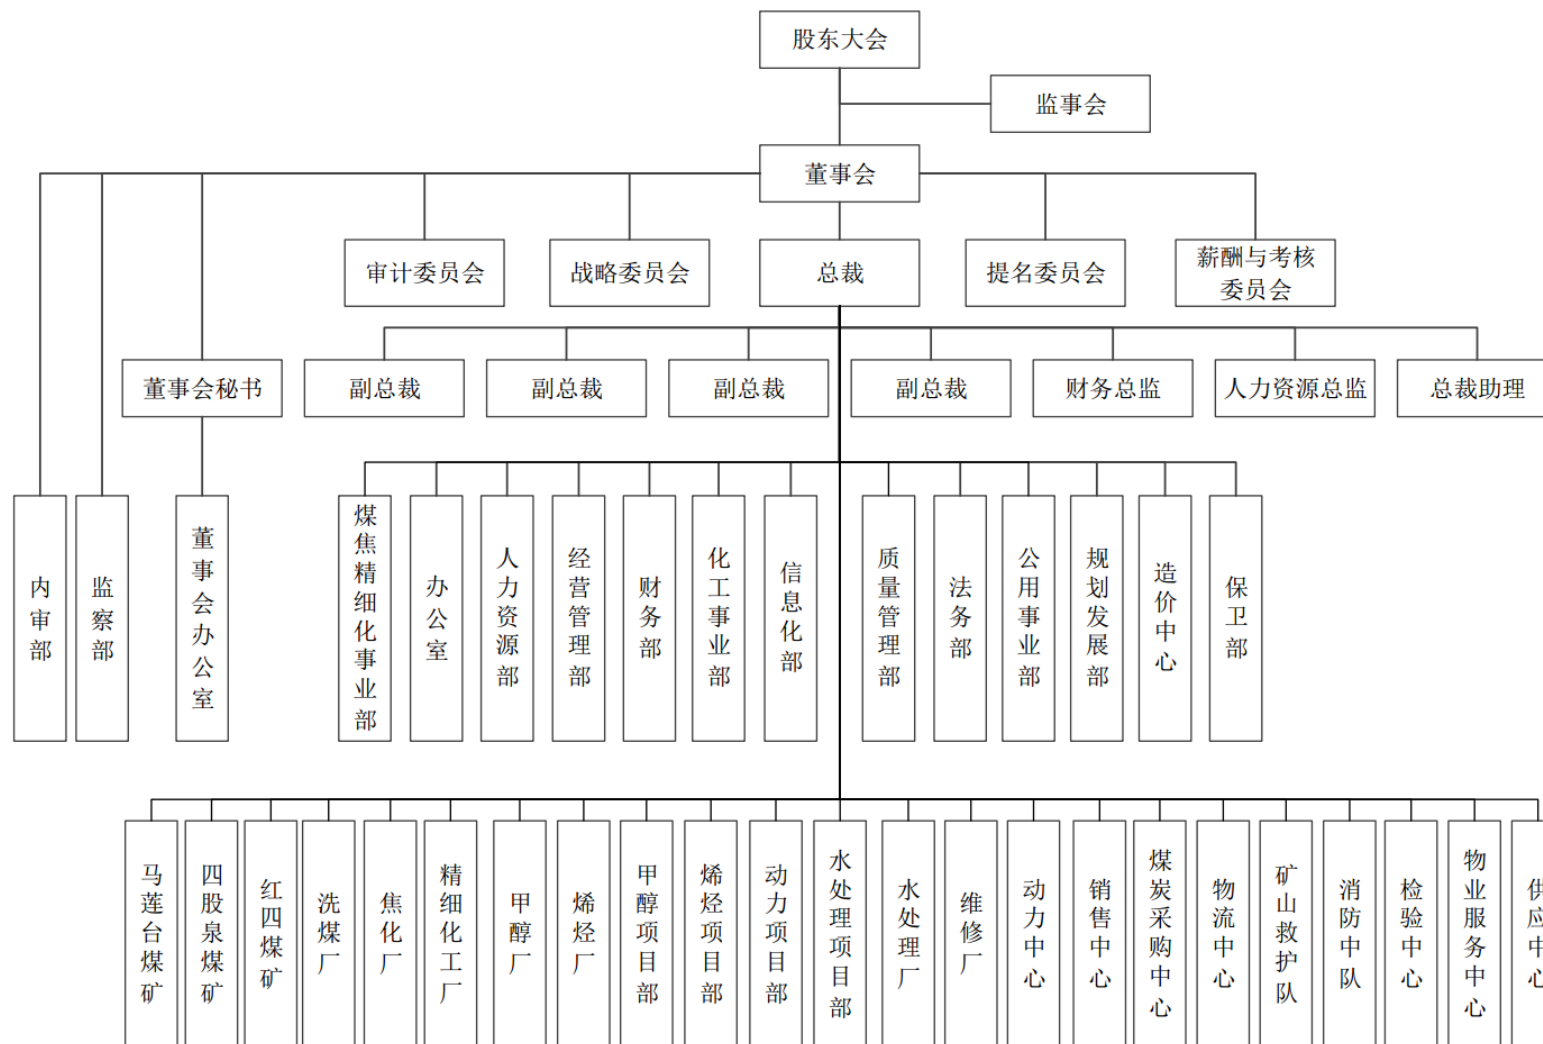 股东大会
监事会
董事会
审计委员会
战略委员会
总裁
提名委员会
薪酬与考核
委员会
董事会秘书
副总裁
副总裁
副总裁
副总裁
财务总监
人力资源总监
总裁助理
内审部
监察部
董事会办公室
煤焦精细化事业部
办公室
人力资源部
经营管理部
财务部
化工事业部
信息化部
质量管理部
法务部
公用事业部
规划发展部
造价中心
保卫部
马莲台煤矿
四股泉煤矿
红四煤矿
洗煤厂
焦化厂
精细化工厂
甲醇厂
烯烃厂
甲醇项目部
烯烃项目部
动力项目部
水处理项目部
水处理厂
维修厂
动力中心
销售中心
煤炭采购中心
物流中心
矿山救护队
消防中队
检验中心
物业服务中心
供应中心